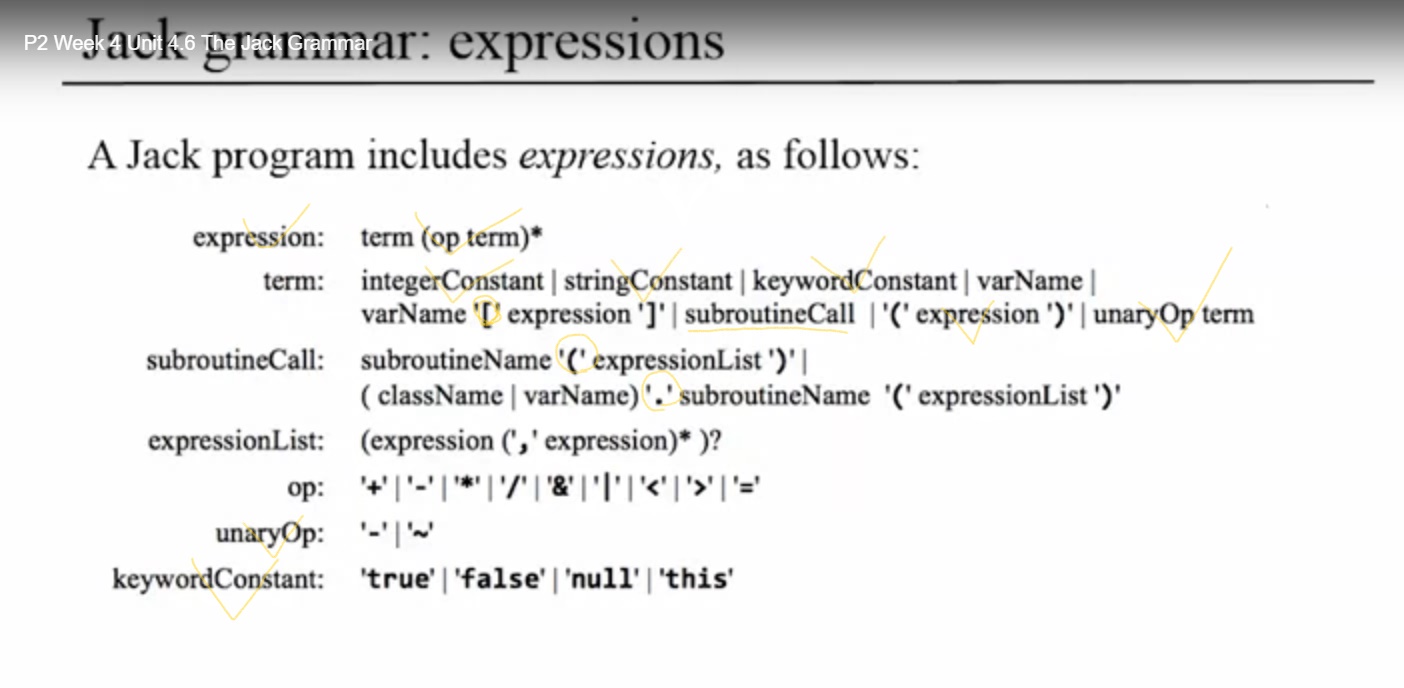 Jack grammar: expressions
P2 Week 4 Unit 4.6 The Jack Grammar
A Jack program includes expressions, as follows:
expression: term (op term)*
term: integerConstant | stringConstant | keywordConstant | varName |
varName '[' expression ']' | subroutineCall | '(' expression ')' | unaryOp term
subroutineCall: subroutineName '(' expressionList ')' |
( className | varName) '.' subroutineName '(' expressionList ')'
expressionList: (expression (',' expression)* )?
op: '+' | '-' | '*' | '/' | '&' | '|' | '<' | '>' | '='
unaryOp: '-' | '~'
keywordConstant: 'true' | 'false' | 'null' | 'this'